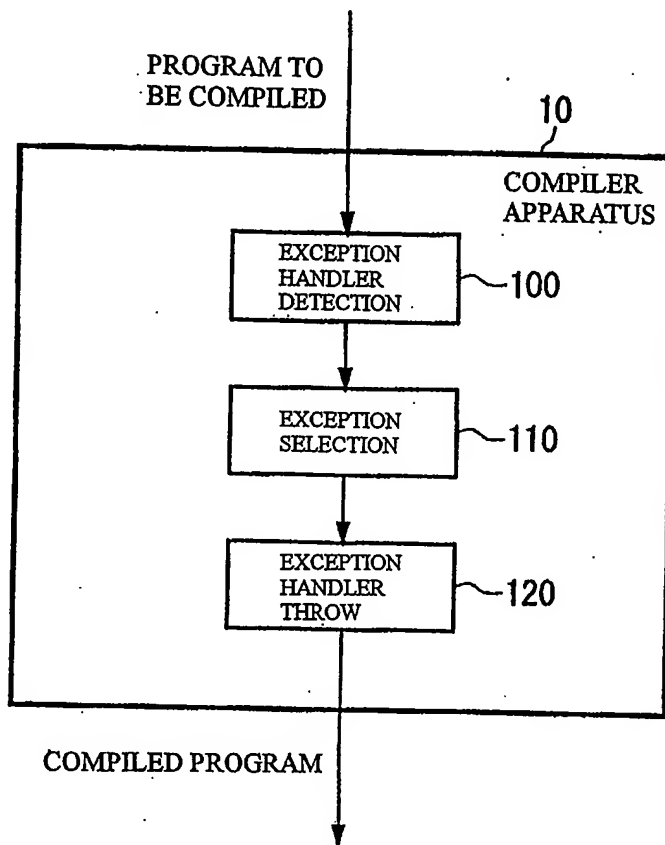 PROGRAM TO
BE COMPILED
10
COMPILER
APPARATUS
EXCEPTION
HANDLER
DETECTION
100
EXCEPTION
SELECTION
110
EXCEPTION
HANDLER
THROW
120
COMPILED PROGRAM